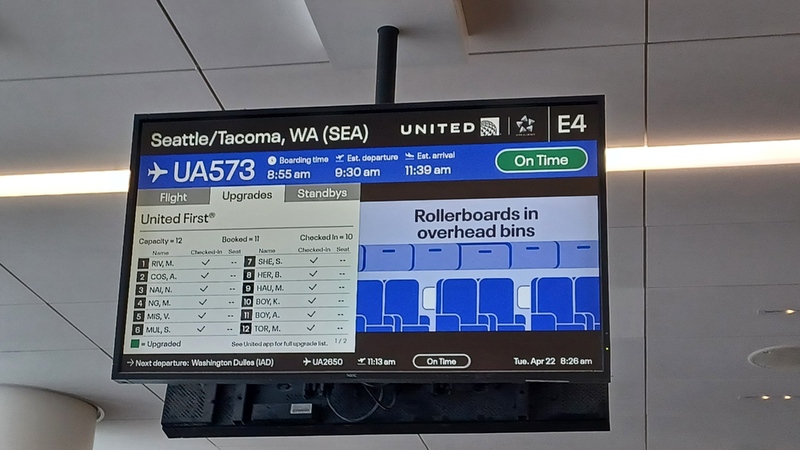 Seattle/Tacoma, WA (SEA) UNITED E4
UA573 Boarding time 8:55 am Est. departure 9:30 am Est. arrival 11:39 am On Time
Flight Upgrades Standbys
United First®
Capacity = 12 Booked = 11 Checked In = 10
Name Checked-In Seat Name Checked-In Seat
1 RIV, M. ✓ -- 7 SHE, S. ✓ --
2 COS, A. ✓ -- 8 HER, B. ✓ --
3 NAI, N. ✓ -- 9 HAU, M. ✓ --
4 NG, M. ✓ -- 10 BOY, K. ✓ --
5 MIS, V. ✓ -- 11 BOY, A. ✓ --
6 MUL, S. ✓ -- 12 TOR, M. ✓ --
= Upgraded See United app for full upgrade list. 1 / 2
Rollerboards in
overhead bins
→ Next departure: Washington Dulles (IAD) UA2650 11:13 am On Time Tue. Apr 22 8:26 am